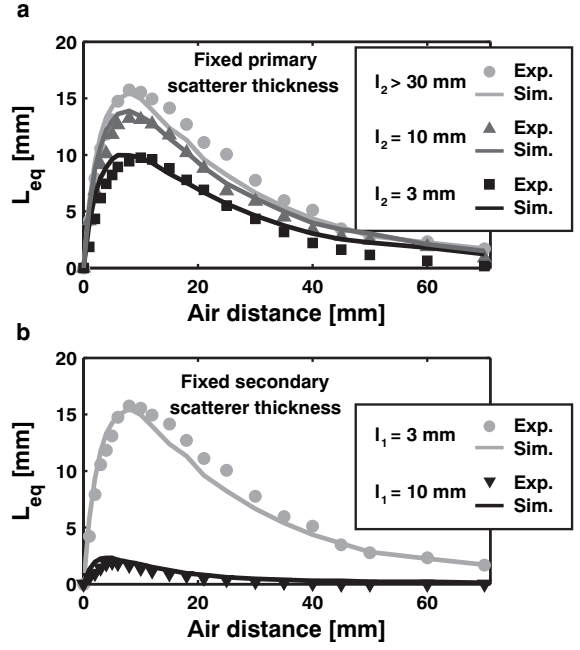 a
20
15
10
5
0
L_eq [mm]
Fixed primary
scatterer thickness
l₂ > 30 mm
Exp.
Sim.
l₂ = 10 mm
Exp.
Sim.
l₂ = 3 mm
Exp.
Sim.
0 20 40 60
Air distance [mm]
b
20
15
10
5
0
L_eq [mm]
Fixed secondary
scatterer thickness
l₁ = 3 mm
Exp.
Sim.
l₁ = 10 mm
Exp.
Sim.
0 20 40 60
Air distance [mm]